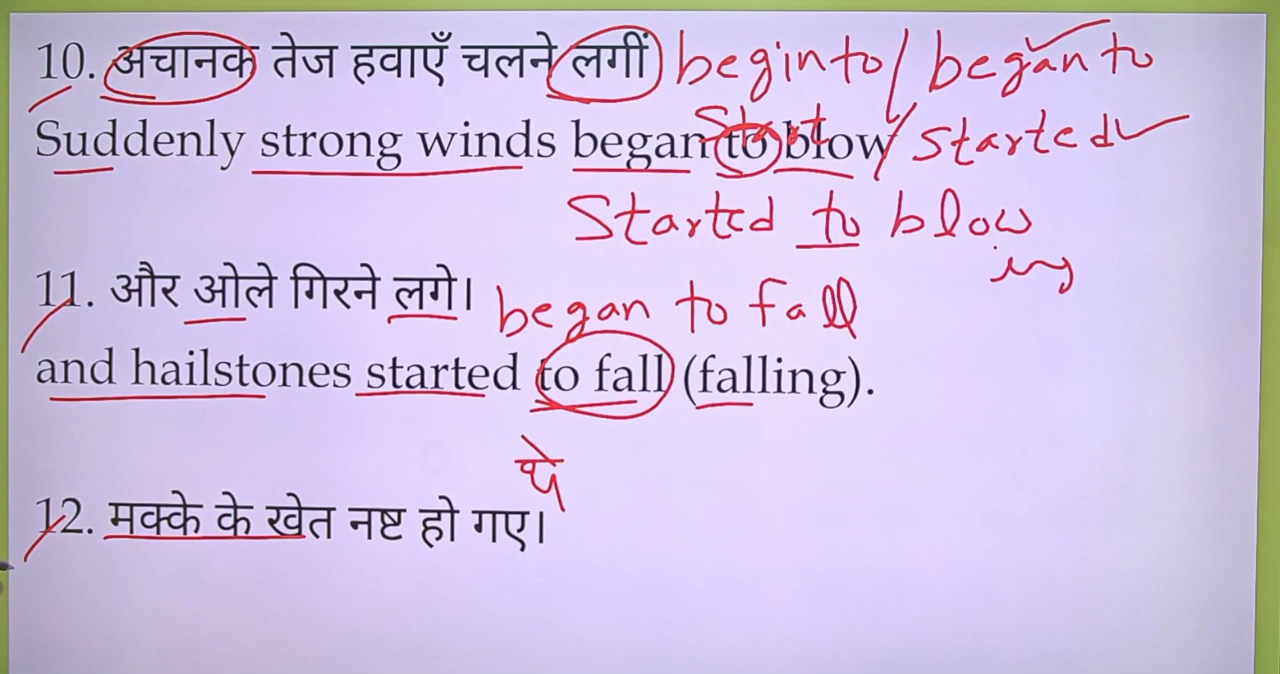 10. अचानक तेज हवाएँ चलने लगीं begin to / began to
Start
Suddenly strong winds began to blow / started
Started to blow
ing
11. और ओले गिरने लगे। began to fall
and hailstones started to fall (falling).
थे
12. मक्के के खेत नष्ट हो गए।